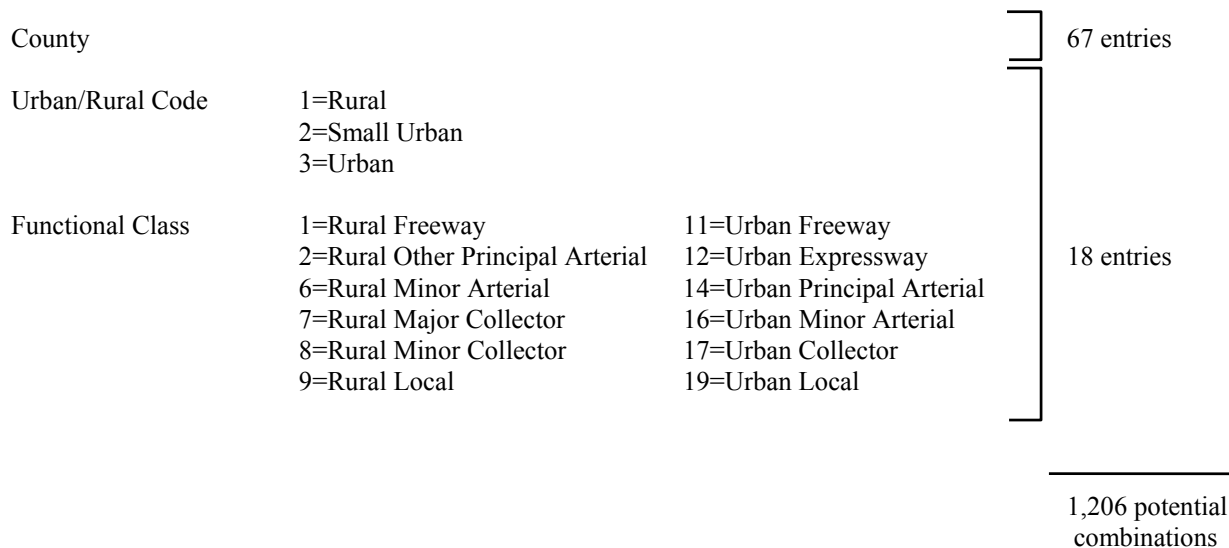 County 67 entries
Urban/Rural Code 1=Rural
2=Small Urban
3=Urban
Functional Class 1=Rural Freeway 11=Urban Freeway
2=Rural Other Principal Arterial 12=Urban Expressway 18 entries
6=Rural Minor Arterial 14=Urban Principal Arterial
7=Rural Major Collector 16=Urban Minor Arterial
8=Rural Minor Collector 17=Urban Collector
9=Rural Local 19=Urban Local
1,206 potential
combinations